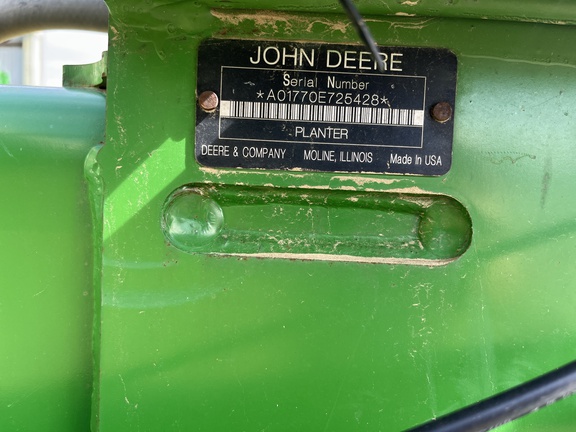 JOHN DEERE
Serial Number
*A01770E725428*
PLANTER
DEERE & COMPANY MOLINE, ILLINOIS Made In USA